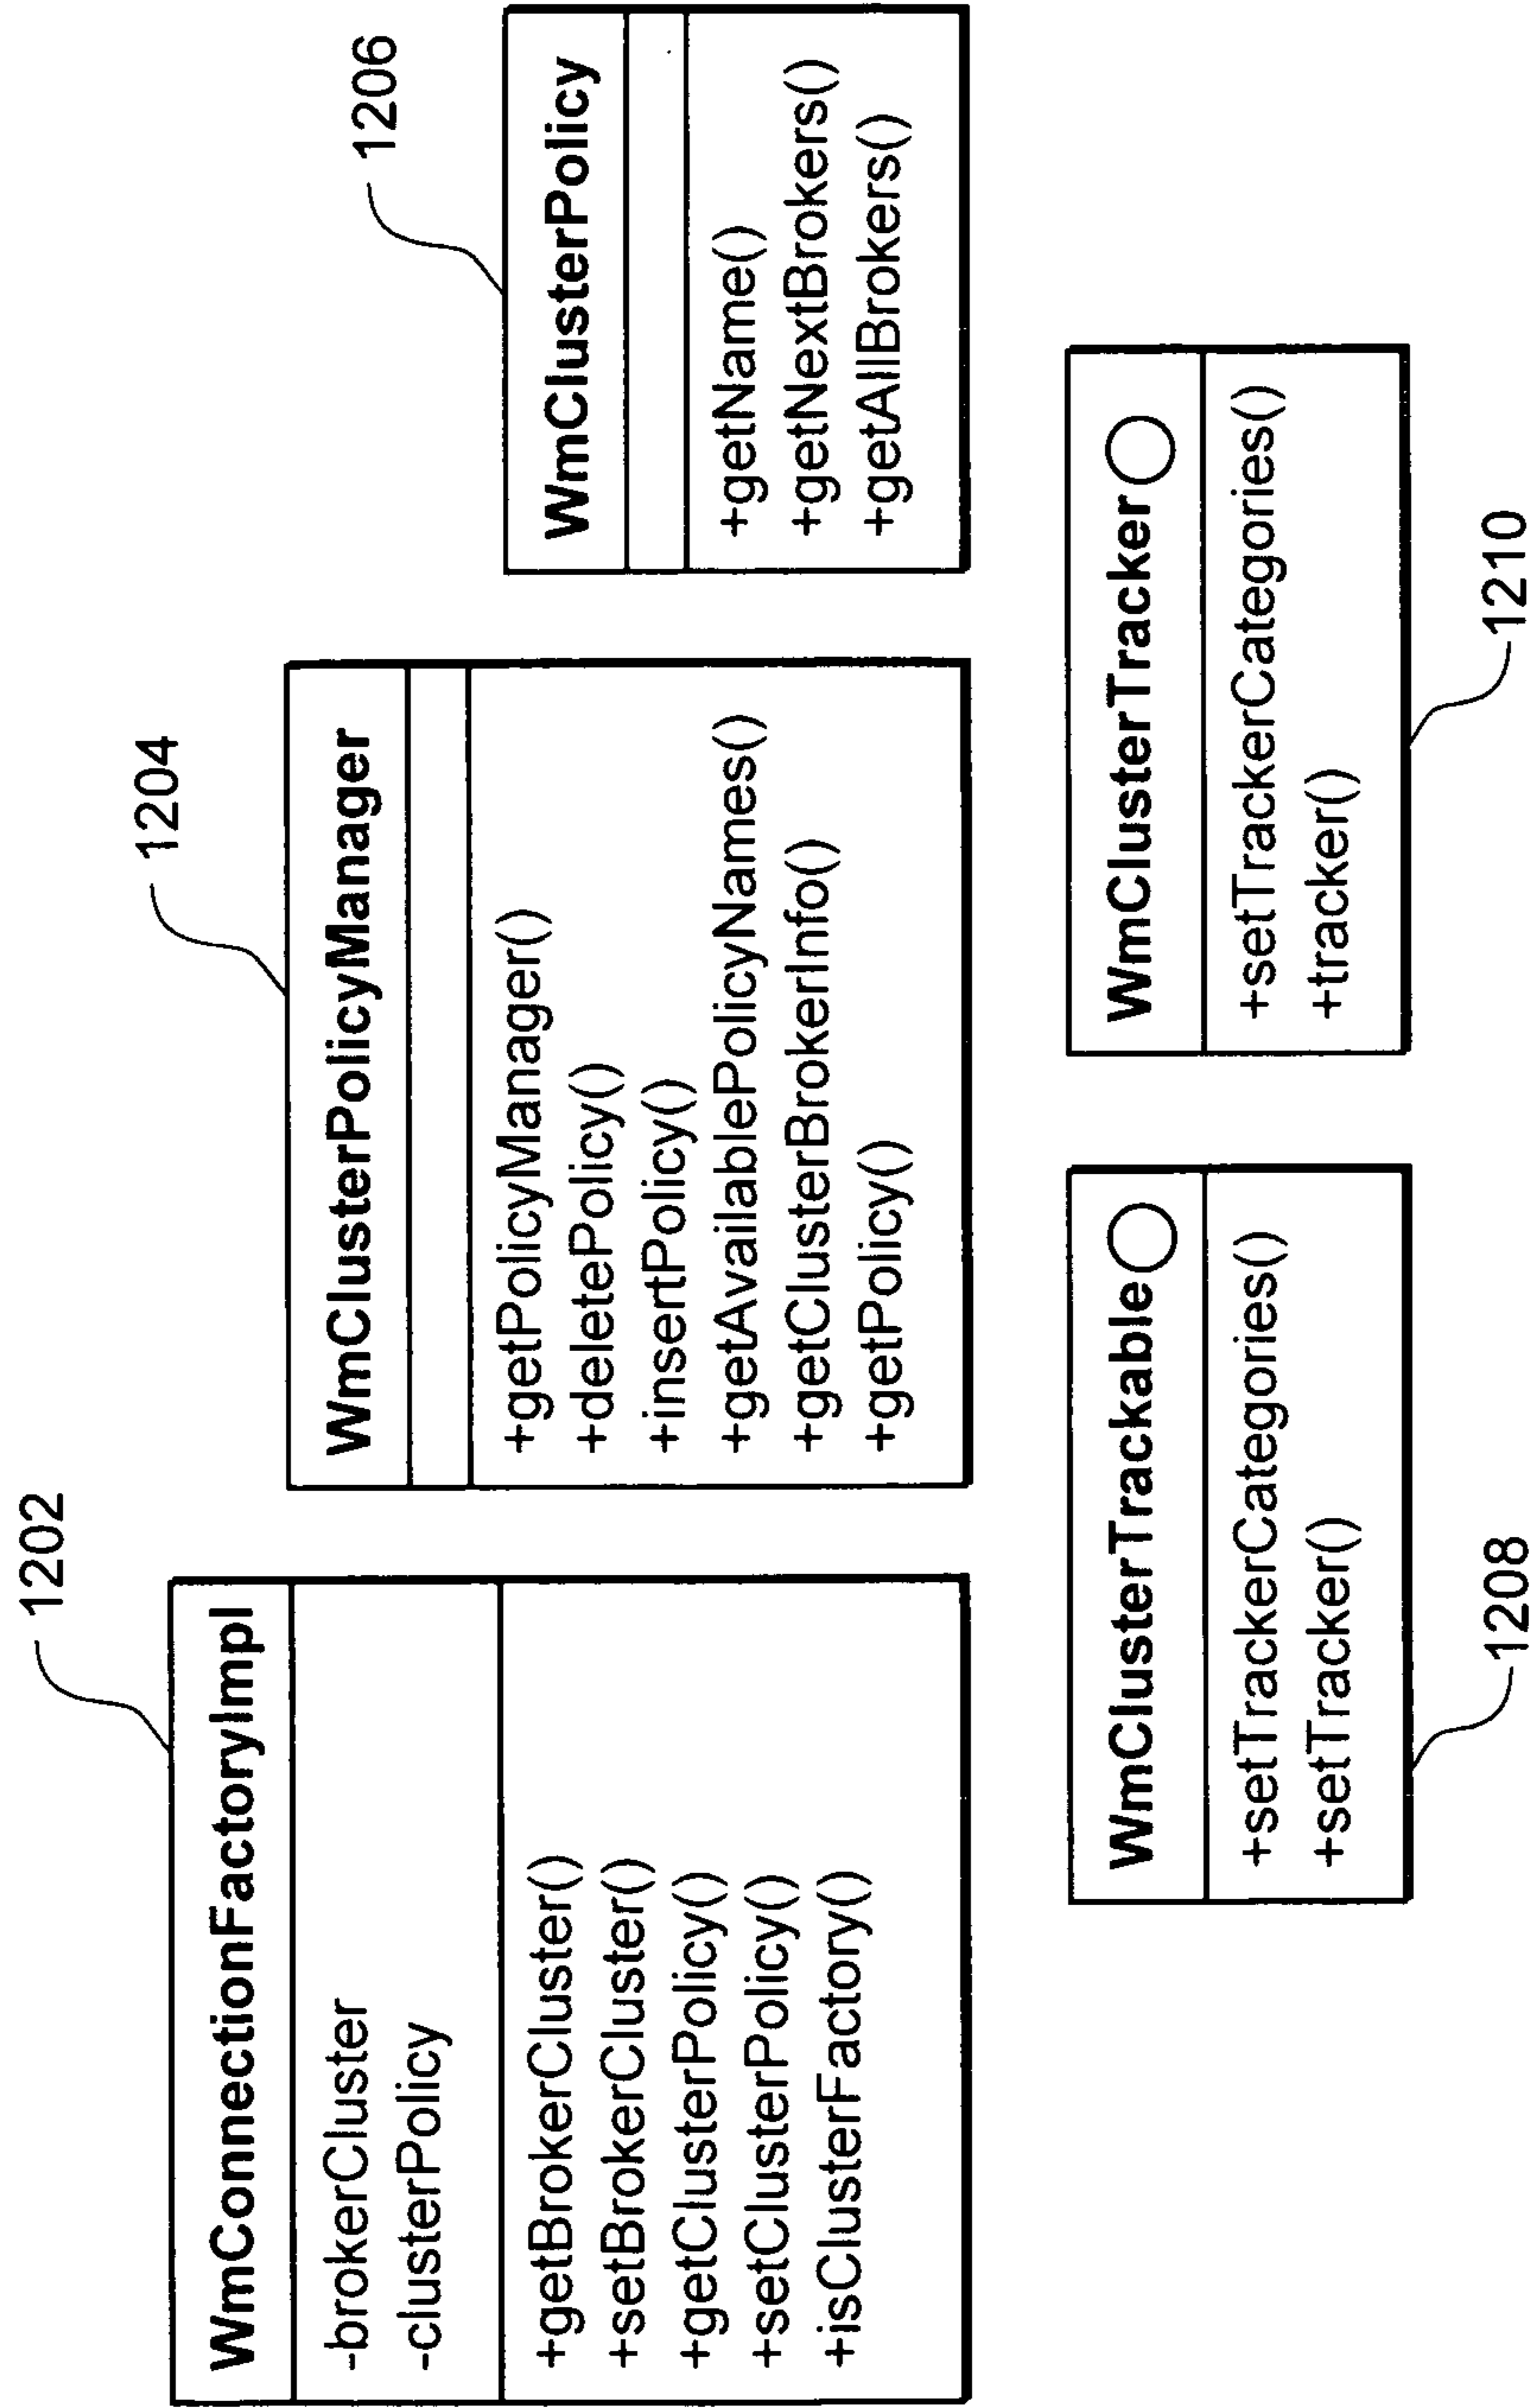 1202
WmConnectionFactoryImpl
-brokerCluster
-clusterPolicy
+getBrokerCluster()
+setBrokerCluster()
+getClusterPolicy()
+setClusterPolicy()
+isClusterFactory()
1204
WmClusterPolicyManager
+getPolicyManager()
+deletePolicy()
+insertPolicy()
+getAvailablePolicyNames()
+getClusterBrokerInfo()
+getPolicy()
1206
WmClusterPolicy
+getName()
+getNextBrokers()
+getAllBrokers()
WmClusterTrackable
+setTrackerCategories()
+setTracker()
1208
WmClusterTracker
+setTrackerCategories()
+tracker()
1210